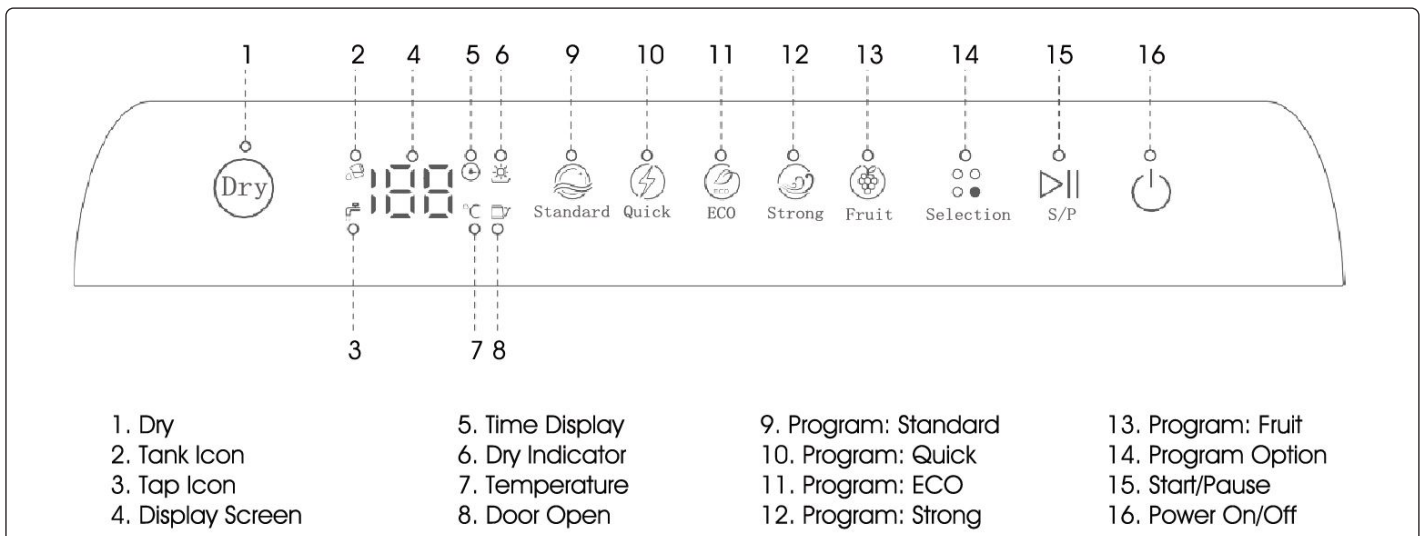 1 2 4 5 6 9 10 11 12 13 14 15 16
Dry
188
°C
ECO
Standard Quick ECO Strong Fruit Selection S/P
3 7 8
1. Dry
2. Tank Icon
3. Tap Icon
4. Display Screen
5. Time Display
6. Dry Indicator
7. Temperature
8. Door Open
9. Program: Standard
10. Program: Quick
11. Program: ECO
12. Program: Strong
13. Program: Fruit
14. Program Option
15. Start/Pause
16. Power On/Off